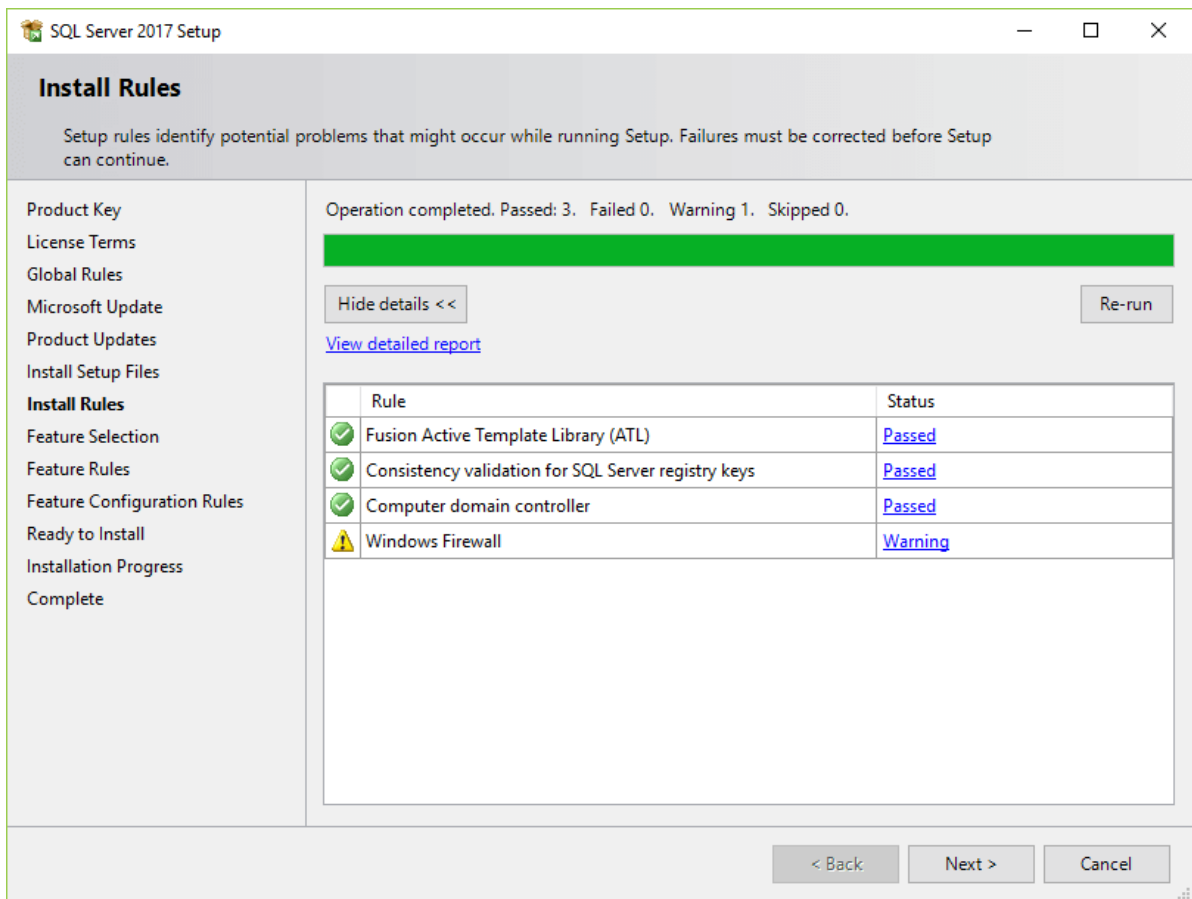 SQL Server 2017 Setup
Install Rules
Setup rules identify potential problems that might occur while running Setup. Failures must be corrected before Setup
can continue.
Product Key
License Terms
Global Rules
Microsoft Update
Product Updates
Install Setup Files
Install Rules
Feature Selection
Feature Rules
Feature Configuration Rules
Ready to Install
Installation Progress
Complete
Operation completed. Passed: 3. Failed 0. Warning 1. Skipped 0.
Hide details << Re-run
View detailed report
Rule Status
Fusion Active Template Library (ATL) Passed
Consistency validation for SQL Server registry keys Passed
Computer domain controller Passed
Windows Firewall Warning
< Back Next > Cancel